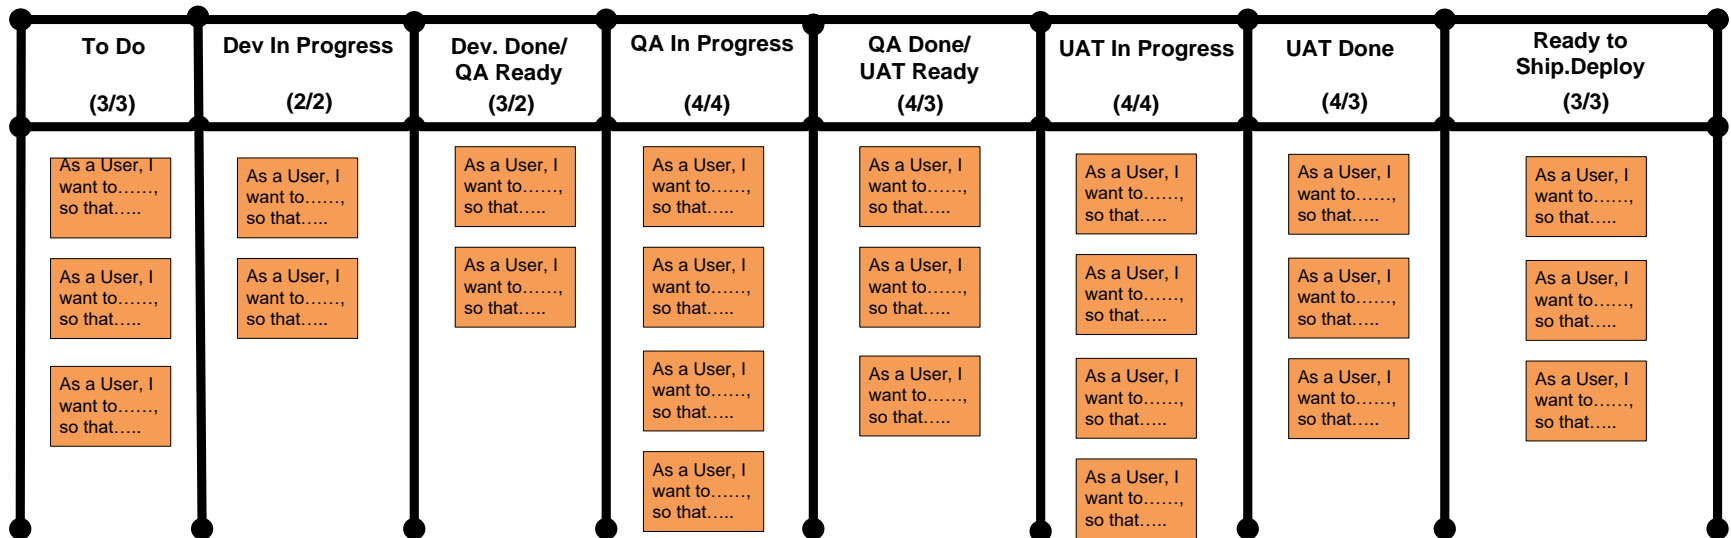 To Do
(3/3)
Dev In Progress
(2/2)
Dev. Done/
QA Ready
(3/2)
QA In Progress
(4/4)
QA Done/
UAT Ready
(4/3)
UAT In Progress
(4/4)
UAT Done
(4/3)
Ready to
Ship.Deploy
(3/3)
As a User, I
want to……,
so that…..
As a User, I
want to……,
so that…..
As a User, I
want to……,
so that…..
As a User, I
want to……,
so that…..
As a User, I
want to……,
so that…..
As a User, I
want to……,
so that…..
As a User, I
want to……,
so that…..
As a User, I
want to……,
so that…..
As a User, I
want to……,
so that…..
As a User, I
want to……,
so that…..
As a User, I
want to……,
so that…..
As a User, I
want to……,
so that…..
As a User, I
want to……,
so that…..
As a User, I
want to……,
so that…..
As a User, I
want to……,
so that…..
As a User, I
want to……,
so that…..
As a User, I
want to……,
so that…..
As a User, I
want to……,
so that…..
As a User, I
want to……,
so that…..
As a User, I
want to……,
so that…..
As a User, I
want to……,
so that…..
As a User, I
want to……,
so that…..
As a User, I
want to……,
so that…..
As a User, I
want to……,
so that…..